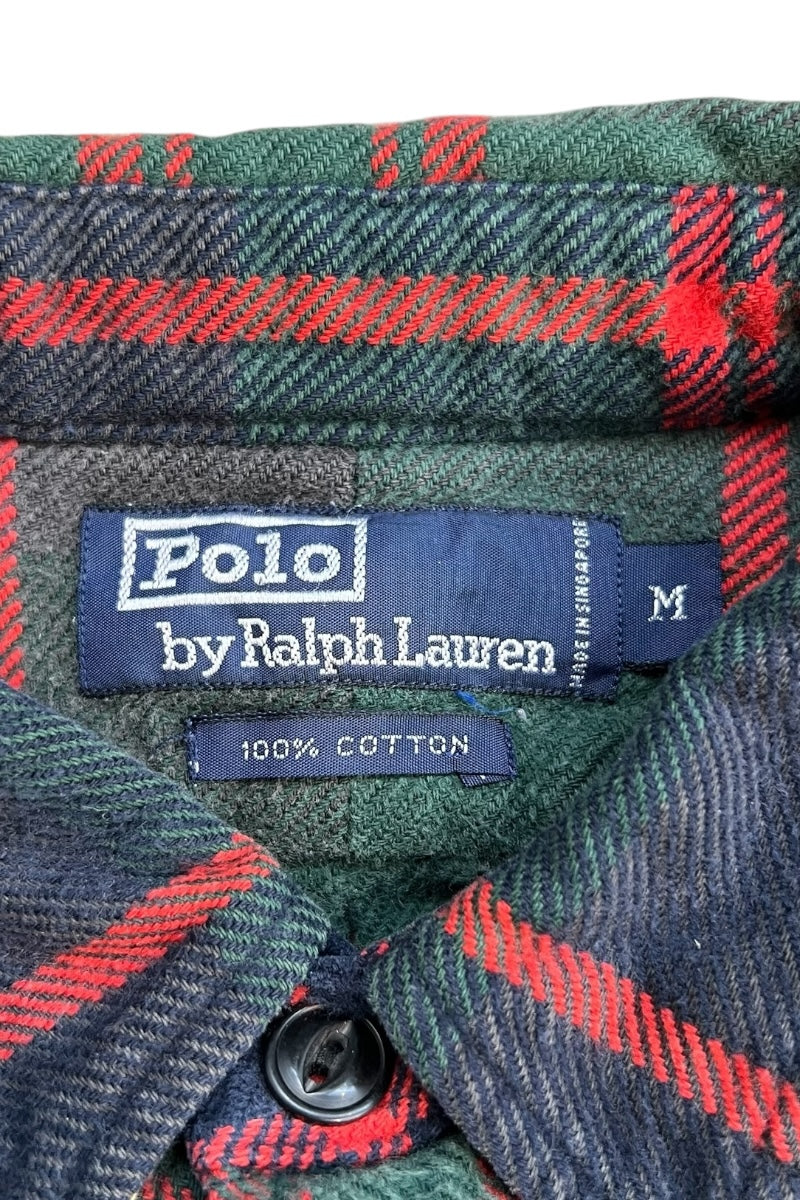 Polo
by Ralph Lauren
MADE IN SINGAPORE
M
100% COTTON